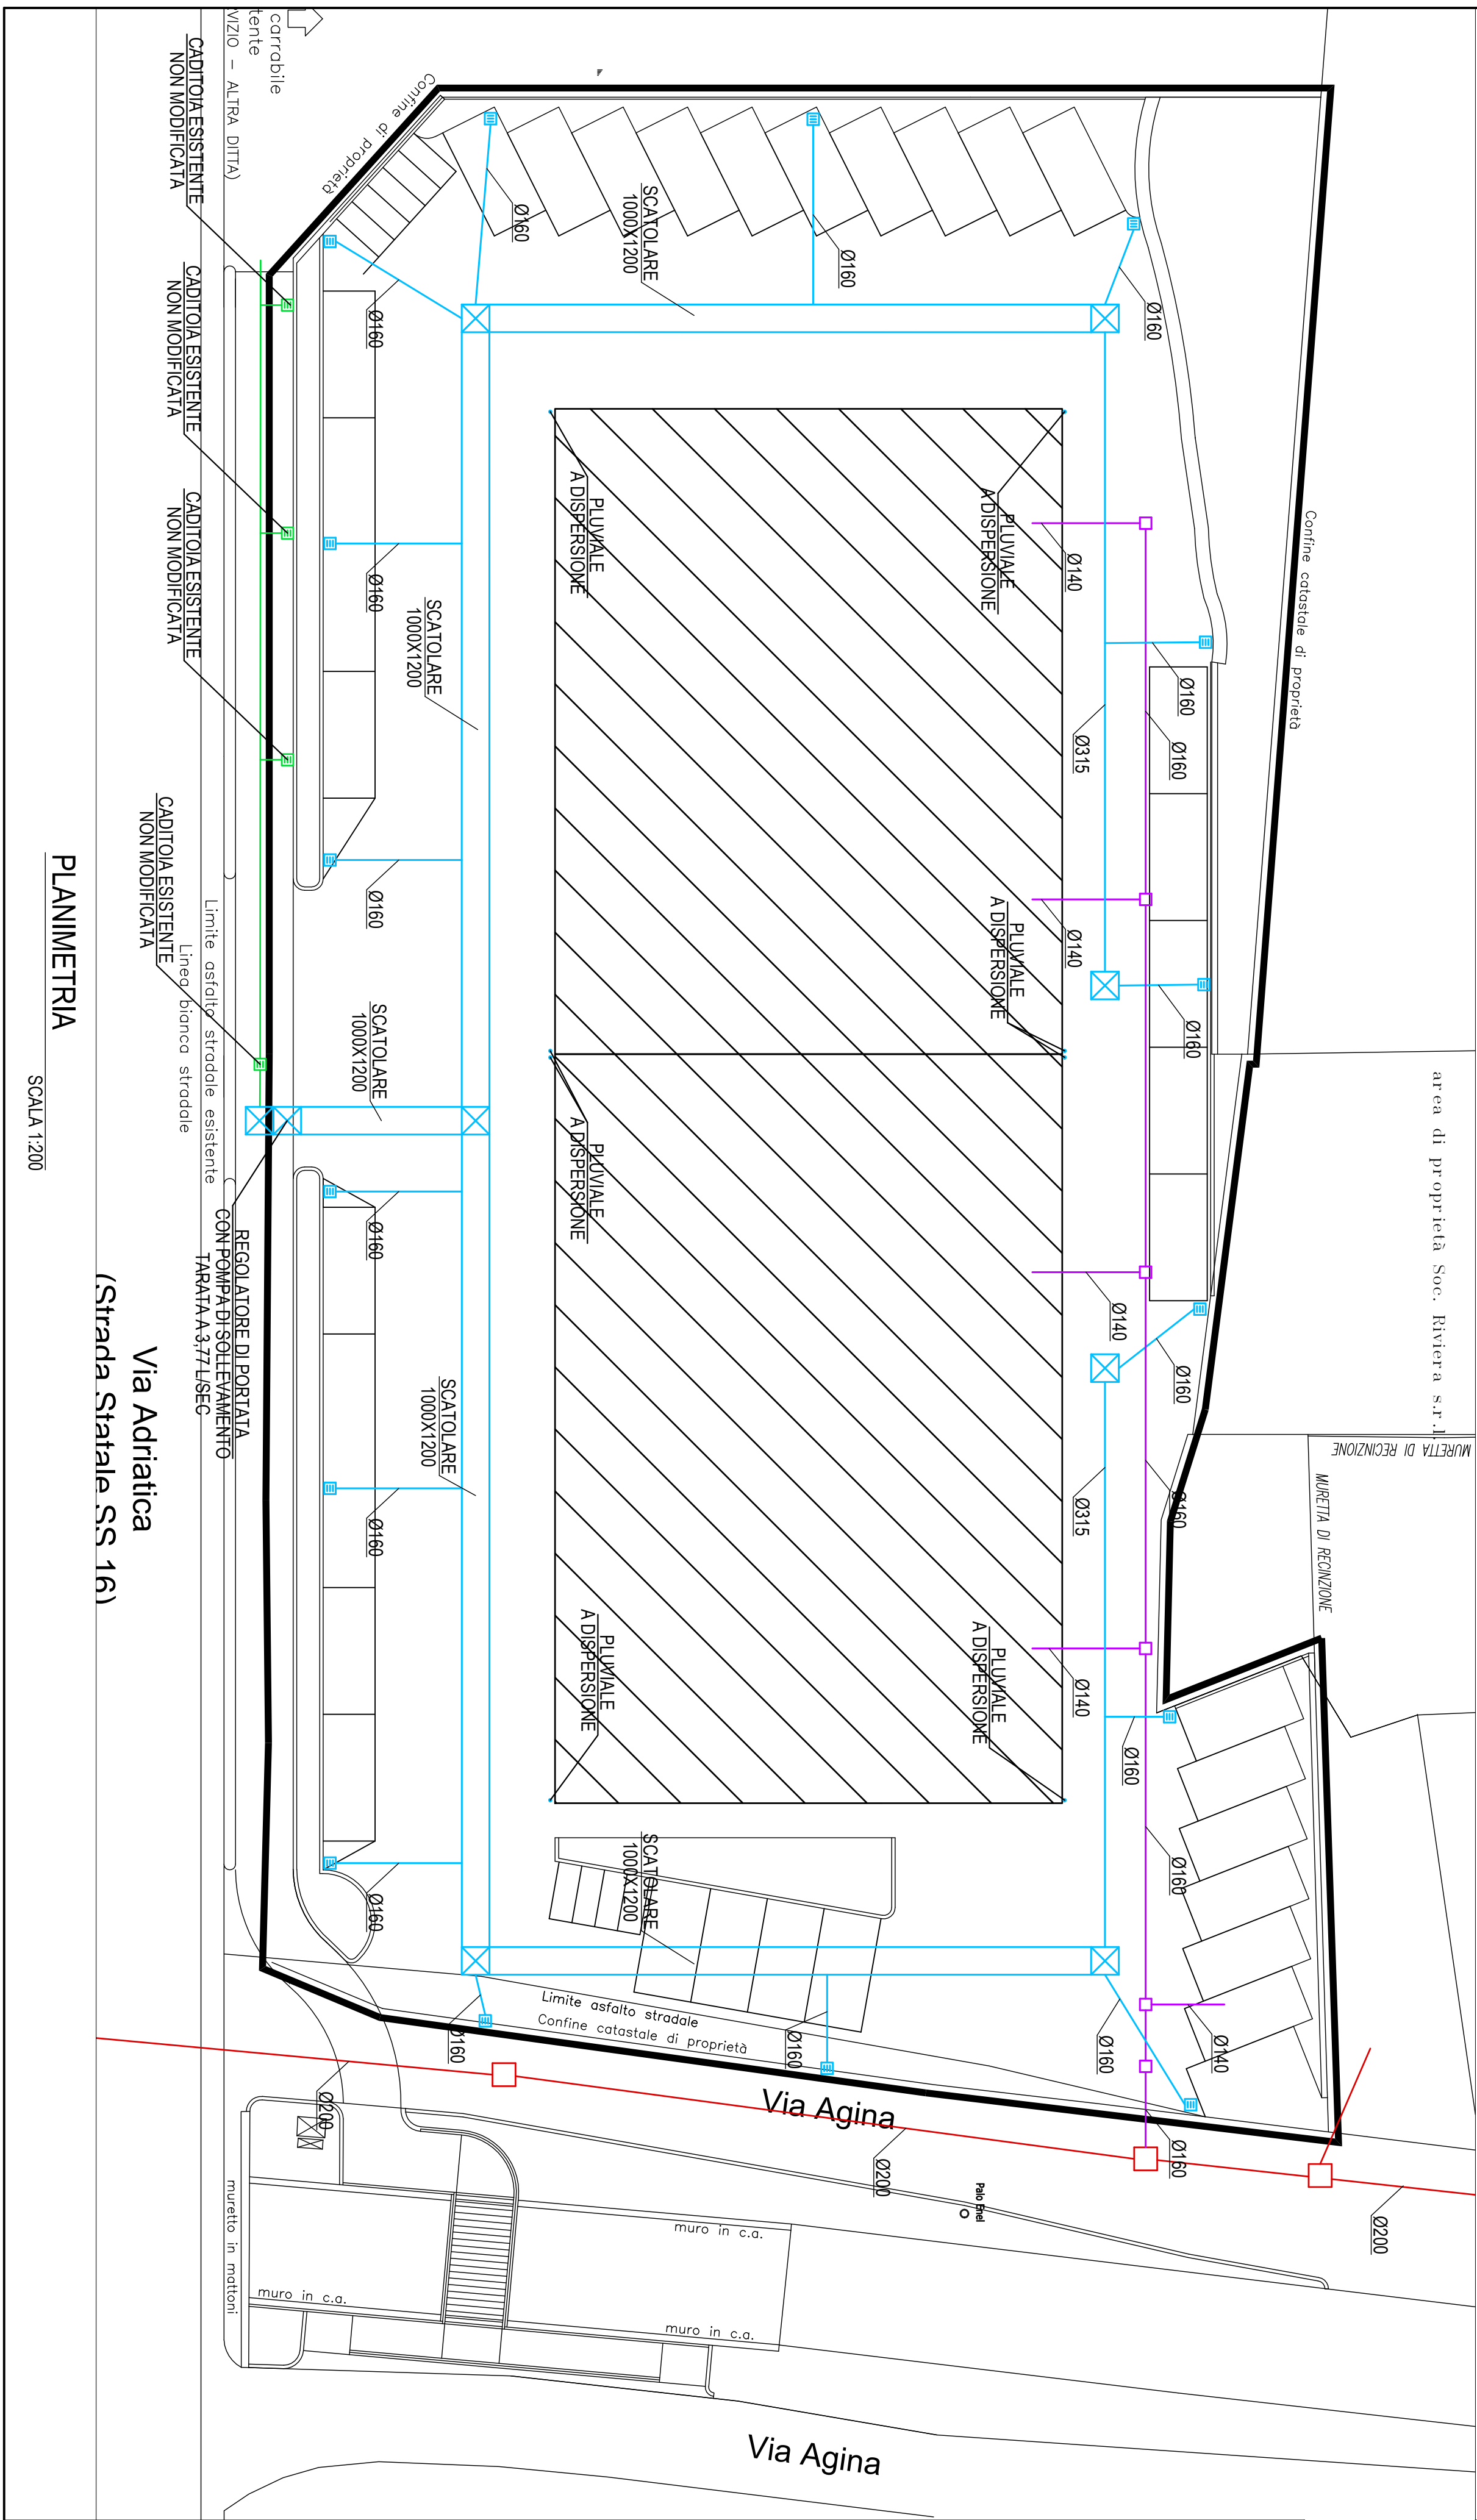 carrabile
tente
VIZIO - ALTRA DITTA)
Confine di proprietà
CADITOIA ESISTENTE
NON MODIFICATA
CADITOIA ESISTENTE
NON MODIFICATA
CADITOIA ESISTENTE
NON MODIFICATA
CADITOIA ESISTENTE
NON MODIFICATA
Ø160
Ø160
Ø160
Ø160
SCATOLARE
1000X1200
Confine catastale di proprietà
PLUVIALE
A DISPERSIONE
PLUVIALE
A DISPERSIONE
Ø140
Ø160
Ø160
Ø160
Ø315
SCATOLARE
1000X1200
Ø160
PLUVIALE
A DISPERSIONE
Ø140
Ø160
Limite asfalto stradale esistente
Linea bianca stradale
SCATOLARE
1000X1200
PLUVIALE
A DISPERSIONE
area di proprietà Soc. Riviera s.r.l.
REGOLATORE DI PORTATA
CON POMPA DI SOLLEVAMENTO
TARATA A 3,77 L/SEC
Ø160
Ø140
Ø160
MURETTA DI RECINZIONE
MURETTA DI RECINZIONE
SCATOLARE
1000X1200
Ø160
Ø315
Ø160
PLUVIALE
A DISPERSIONE
PLUVIALE
A DISPERSIONE
Ø140
Ø160
Ø160
Ø160
SCATOLARE
1000X1200
Limite asfalto stradale
Confine catastale di proprietà
Ø160
Ø160
Ø160
Ø140
Ø160
Ø200
Ø200
Ø200
Via Agina
Palo Enel
muro in c.a.
muro in c.a.
muro in c.a.
muretto in mattoni
Via Agina
Via Adriatica
(Strada Statale SS 16)
PLANIMETRIA
SCALA 1:200